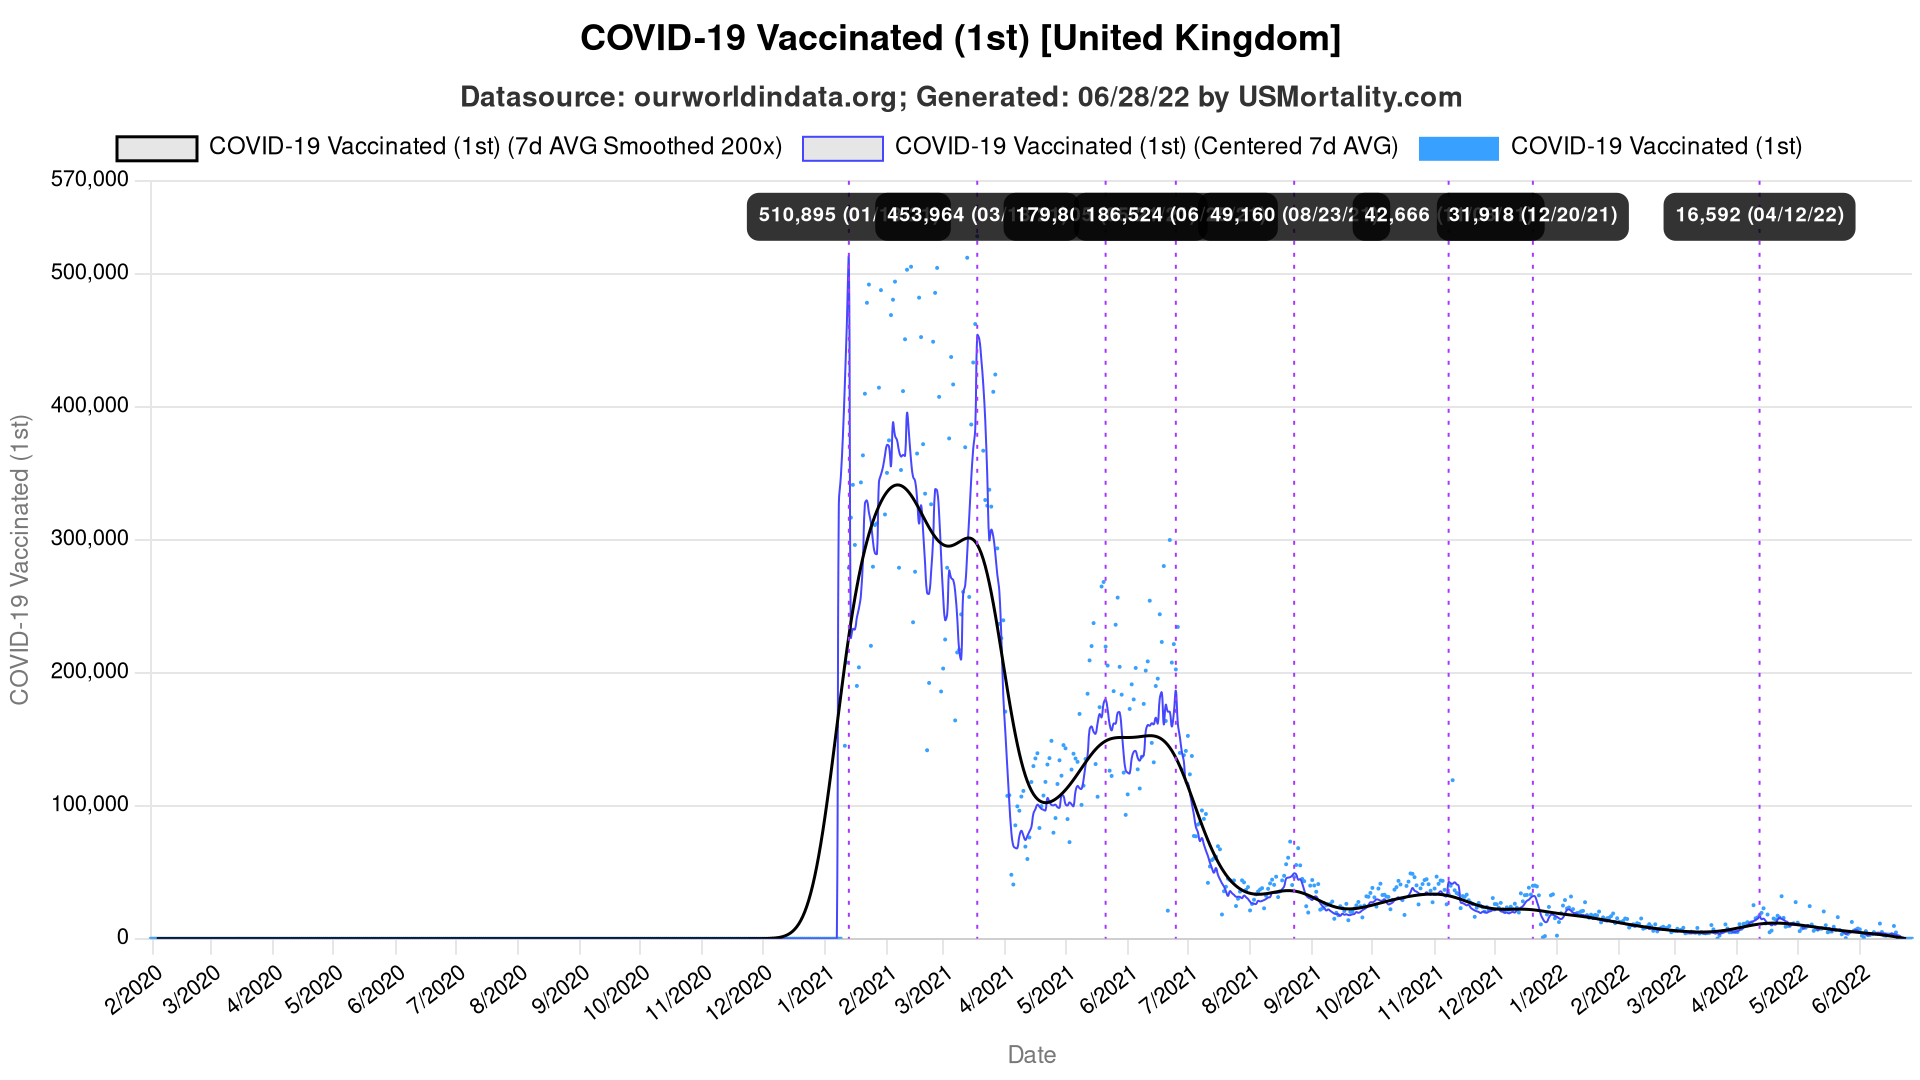 COVID-19 Vaccinated (1st) [United Kingdom]
Datasource: ourworldindata.org; Generated: 06/28/22 by USMortality.com
COVID-19 Vaccinated (1st) (7d AVG Smoothed 200x) COVID-19 Vaccinated (1st) (Centered 7d AVG) COVID-19 Vaccinated (1st)
570,000
510,895 (01/ 453,964 (03/ 179,80 186,524 (06 49,160 (08/23/2 42,666 31,918 (12/20/21) 16,592 (04/12/22)
500,000
400,000
300,000
200,000
100,000
0
COVID-19 Vaccinated (1st)
2/2020 3/2020 4/2020 5/2020 6/2020 7/2020 8/2020 9/2020 10/2020 11/2020 12/2020 1/2021 2/2021 3/2021 4/2021 5/2021 6/2021 7/2021 8/2021 9/2021 10/2021 11/2021 12/2021 1/2022 2/2022 3/2022 4/2022 5/2022 6/2022
Date